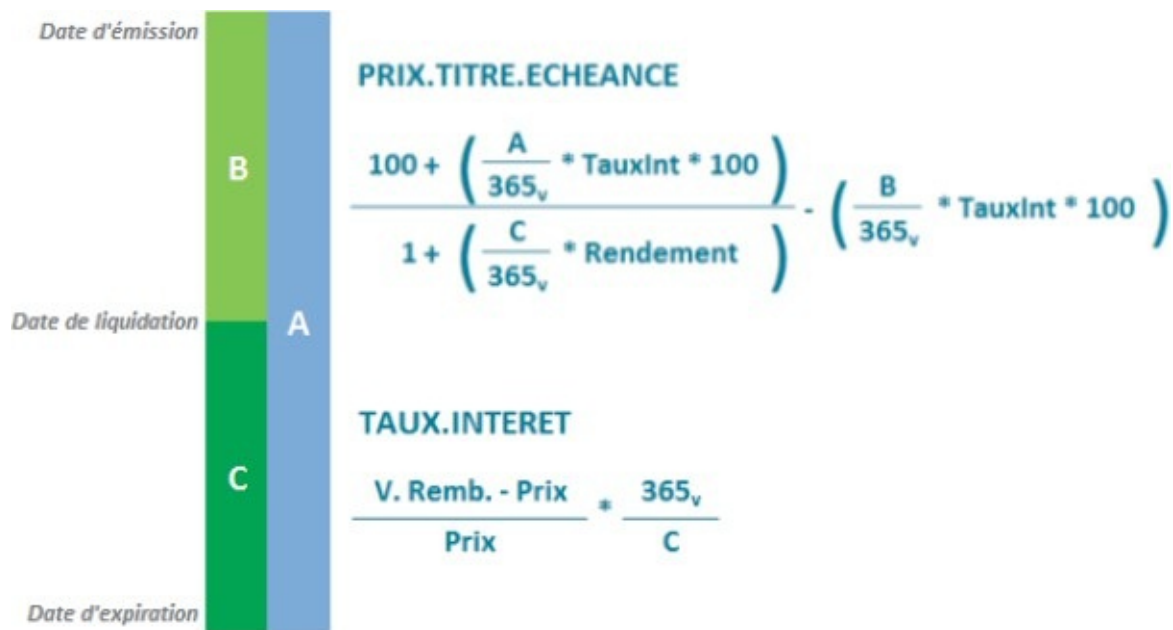 Date d'émission
PRIX.TITRE.ECHEANCE
100 + ( A / 365v * TauxInt * 100 )
1 + ( C / 365v * Rendement )
- ( B / 365v * TauxInt * 100 )
B
Date de liquidation
A
TAUX.INTERET
C
V. Remb. - Prix
Prix
* 365v
C
Date d'expiration